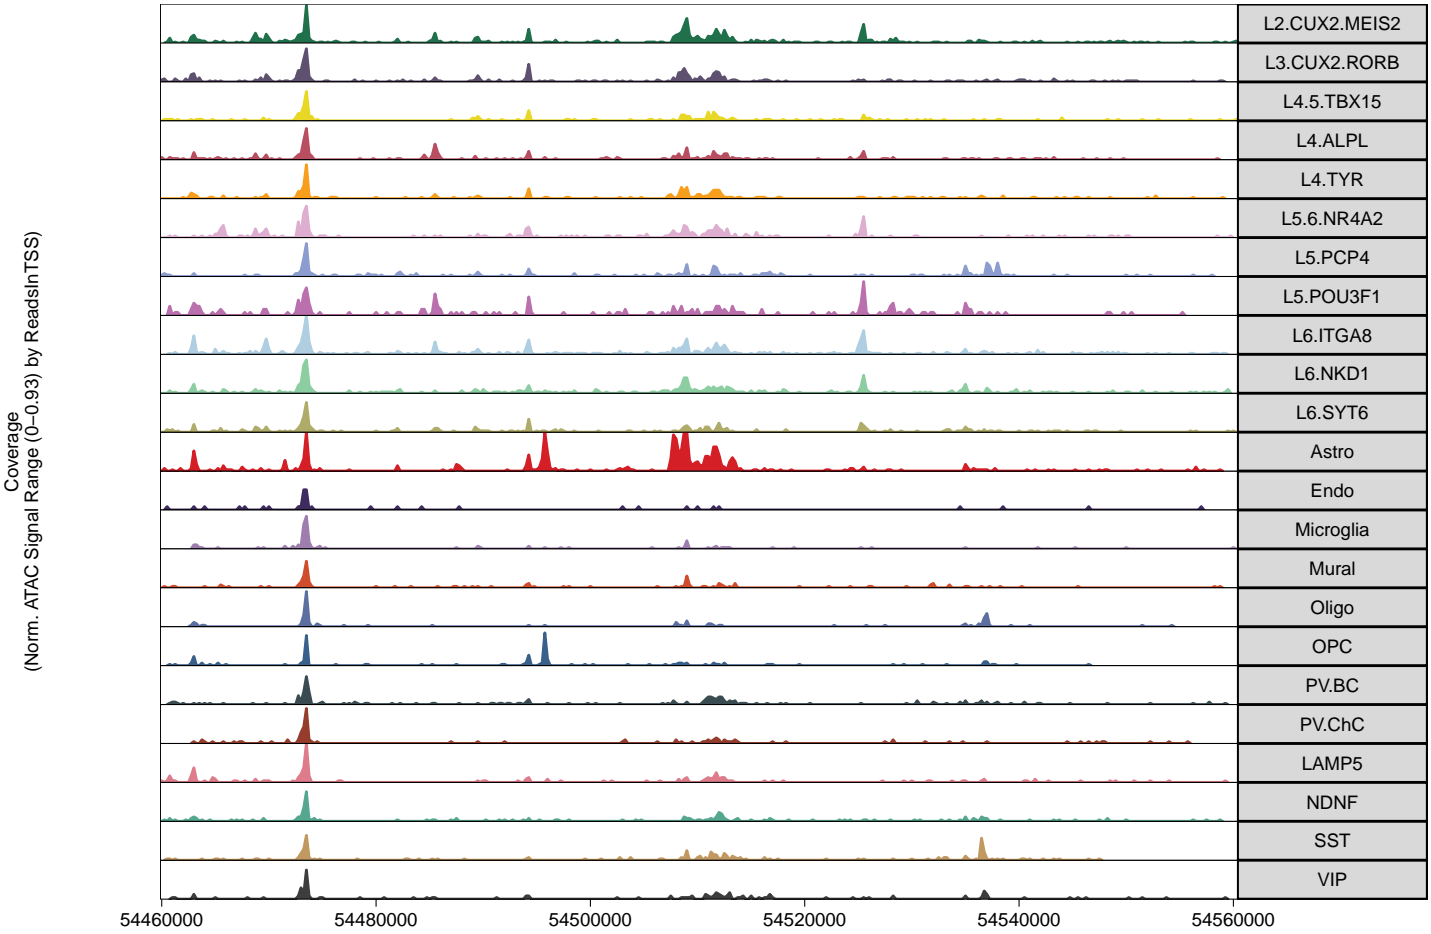 Coverage
(Norm. ATAC Signal Range (0–0.93) by ReadsInTSS)
L2.CUX2.MEIS2
L3.CUX2.RORB
L4.5.TBX15
L4.ALPL
L4.TYR
L5.6.NR4A2
L5.PCP4
L5.POU3F1
L6.ITGA8
L6.NKD1
L6.SYT6
Astro
Endo
Microglia
Mural
Oligo
OPC
PV.BC
PV.ChC
LAMP5
NDNF
SST
VIP
54460000 54480000 54500000 54520000 54540000 54560000